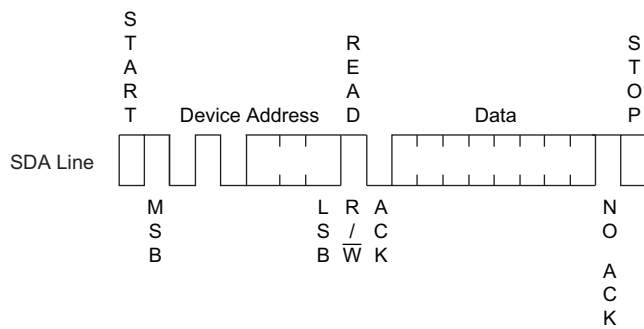 START
READ
STOP
Device Address
Data
SDA Line
MSB
LSB
R/W̅
ACK
NO ACK